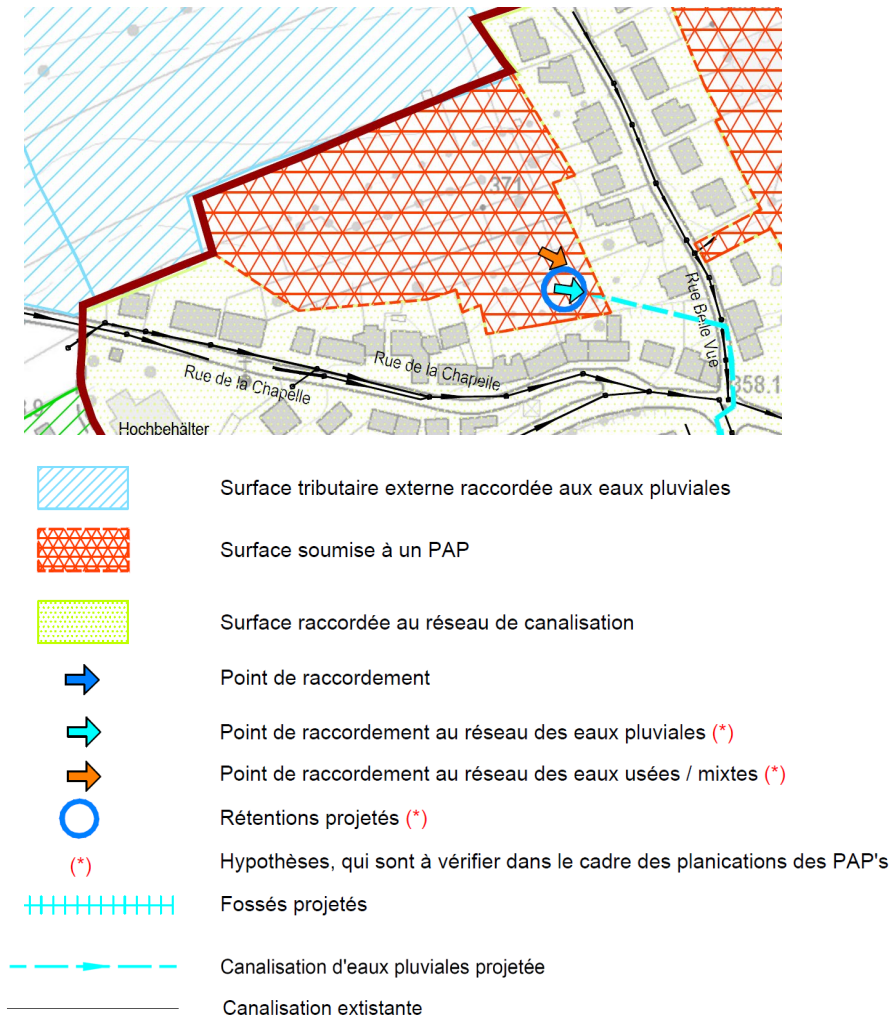 371
Rue Belle Vue
Rue de la Chapelle
Rue de la Chapelle
358.1
Hochbehälter
Surface tributaire externe raccordée aux eaux pluviales
Surface soumise à un PAP
Surface raccordée au réseau de canalisation
Point de raccordement
Point de raccordement au réseau des eaux pluviales (*)
Point de raccordement au réseau des eaux usées / mixtes (*)
Rétentions projetés (*)
(*) Hypothèses, qui sont à vérifier dans le cadre des planications des PAP's
Fossés projetés
Canalisation d'eaux pluviales projetée
Canalisation extistante